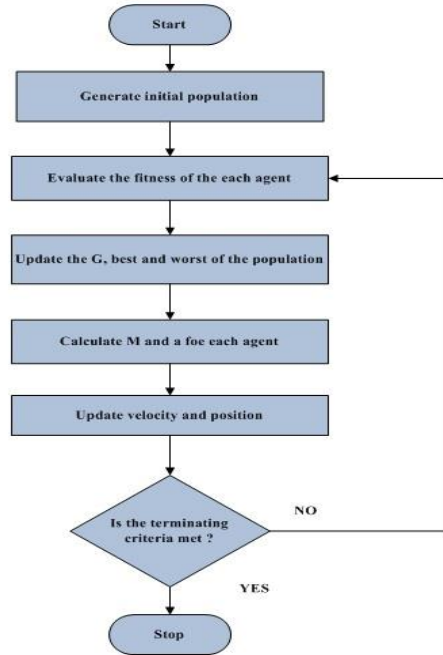 Start
Generate initial population
Evaluate the fitness of the each agent
Update the G, best and worst of the population
Calculate M and a foe each agent
Update velocity and position
Is the terminating
criteria met ?
NO
YES
Stop